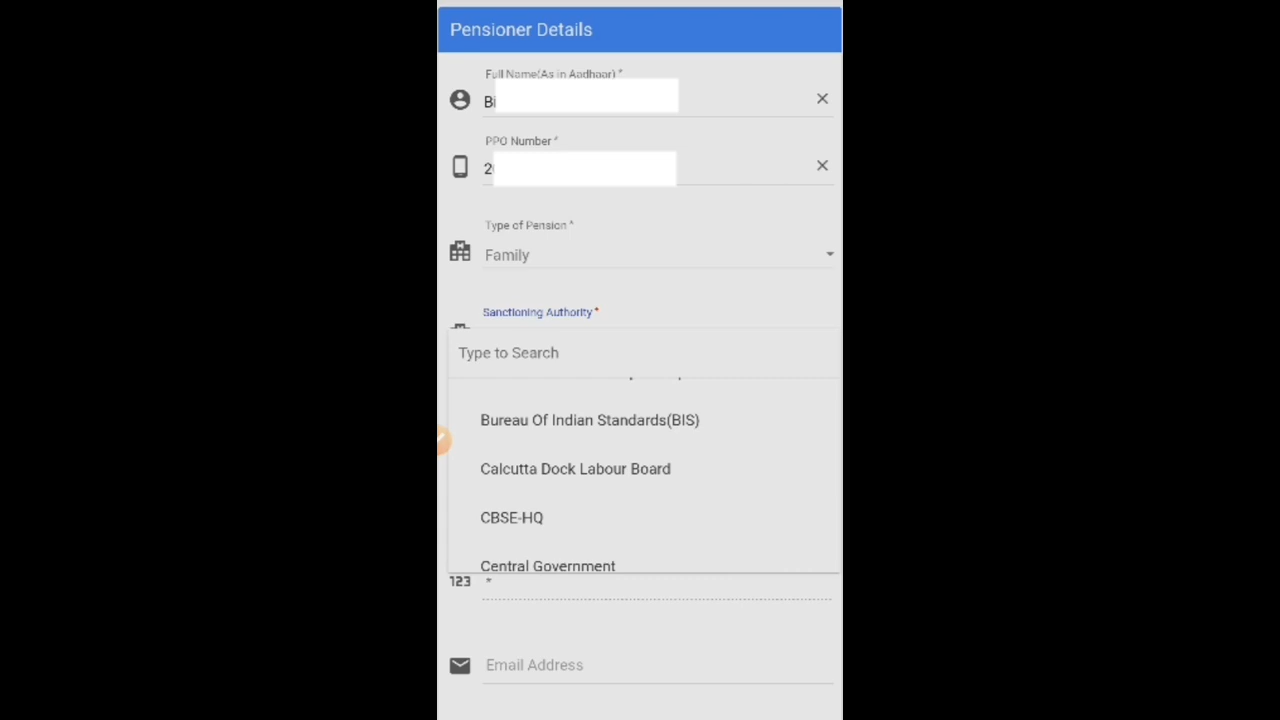 Pensioner Details
Full Name(As in Aadhaar) *
Bi
PPO Number *
2
Type of Pension *
Family
Sanctioning Authority *
Type to Search
Bureau Of Indian Standards(BIS)
Calcutta Dock Labour Board
CBSE-HQ
Central Government
123 *
Email Address